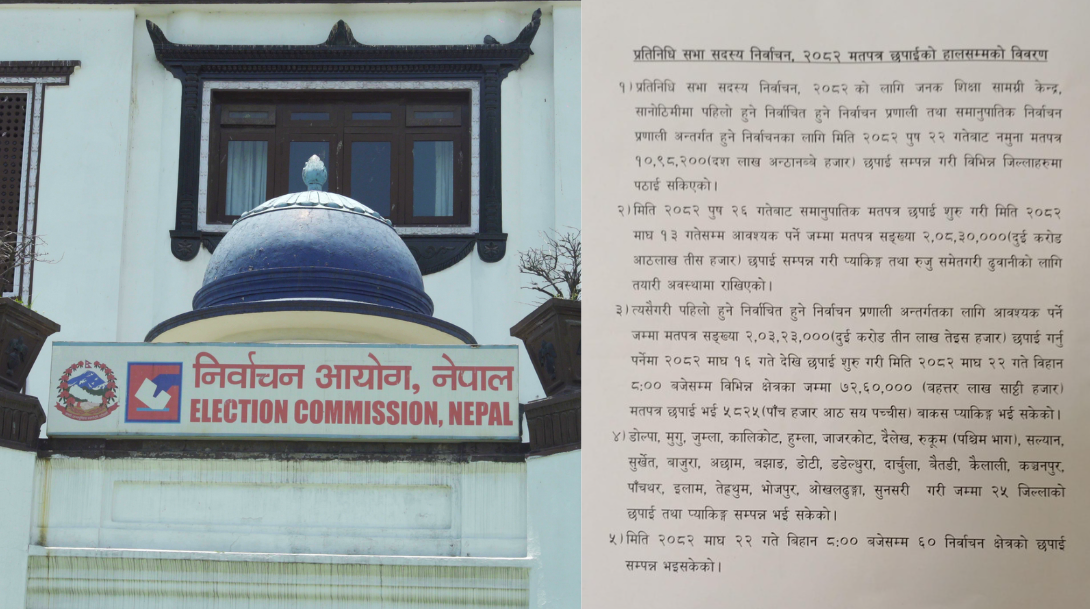 निर्वाचन आयोग, नेपाल
ELECTION COMMISSION, NEPAL
प्रतिनिधि सभा सदस्य निर्वाचन, २०८२ मतपत्र छपाईको हालसम्मको विवरण
१) प्रतिनिधि सभा सदस्य निर्वाचन, २०८२ को लागि जनक शिक्षा सामग्री केन्द्र,
सानोठिमीमा पहिलो हुने निर्वाचित हुने निर्वाचन प्रणाली तथा समानुपातिक निर्वाचन
प्रणाली अन्तर्गत हुने निर्वाचनका लागि मिति २०८२ पुष २२ गतेबाट नमुना मतपत्र
१०,९८,२००(दश लाख अन्ठानब्बे हजार) छपाई सम्पन्न गरी विभिन्न जिल्लाहरुमा
पठाई सकिएको।
२) मिति २०८२ पुष २६ गतेबाट समानुपातिक मतपत्र छपाई शुरु गरी मिति २०८२
माघ १३ गतेसम्म आवश्यक पर्ने जम्मा मतपत्र सङ्ख्या २,०८,३०,०००(दुई करोड
आठलाख तीस हजार) छपाई सम्पन्न गरी प्याकिङ्ग तथा रुजु समेतगरी ढुवानीको लागि
तयारी अवस्थामा राखिएको।
३) त्यसैगरी पहिलो हुने निर्वाचित हुने निर्वाचन प्रणाली अन्तर्गतका लागि आवश्यक पर्ने
जम्मा मतपत्र सङ्ख्या २,०३,२३,०००(दुई करोड तीन लाख तेइस हजार) छपाई गर्नु
पर्नेमा २०८२ माघ १६ गते देखि छपाई शुरु गरी मिति २०८२ माघ २२ गते विहान
८:०० बजेसम्म विभिन्न क्षेत्रका जम्मा ७२,६०,००० (बहत्तर लाख साट्ठी हजार)
मतपत्र छपाई भई ५८२५(पाँच हजार आठ सय पच्चीस) बाकस प्याकिङ्ग भई सकेको।
४) डोल्पा, मुगु, जुम्ला, कालिकोट, हुम्ला, जाजरकोट, दैलेख, रुकूम (पश्चिम भाग), सल्यान,
सुर्खेत, बाजुरा, अछाम, बझाङ, डोटी, डडेल्धुरा, दार्चुला, बैतडी, कैलाली, कञ्चनपुर,
पाँचथर, इलाम, तेह्रथुम, भोजपुर, ओखलढुङ्गा, सुनसरी गरी जम्मा २५ जिल्लाको
छपाई तथा प्याकिङ्ग सम्पन्न भई सकेको।
५) मिति २०८२ माघ २२ गते बिहान ८:०० बजेसम्म ६० निर्वाचन क्षेत्रको छपाई
सम्पन्न भइसकेको।